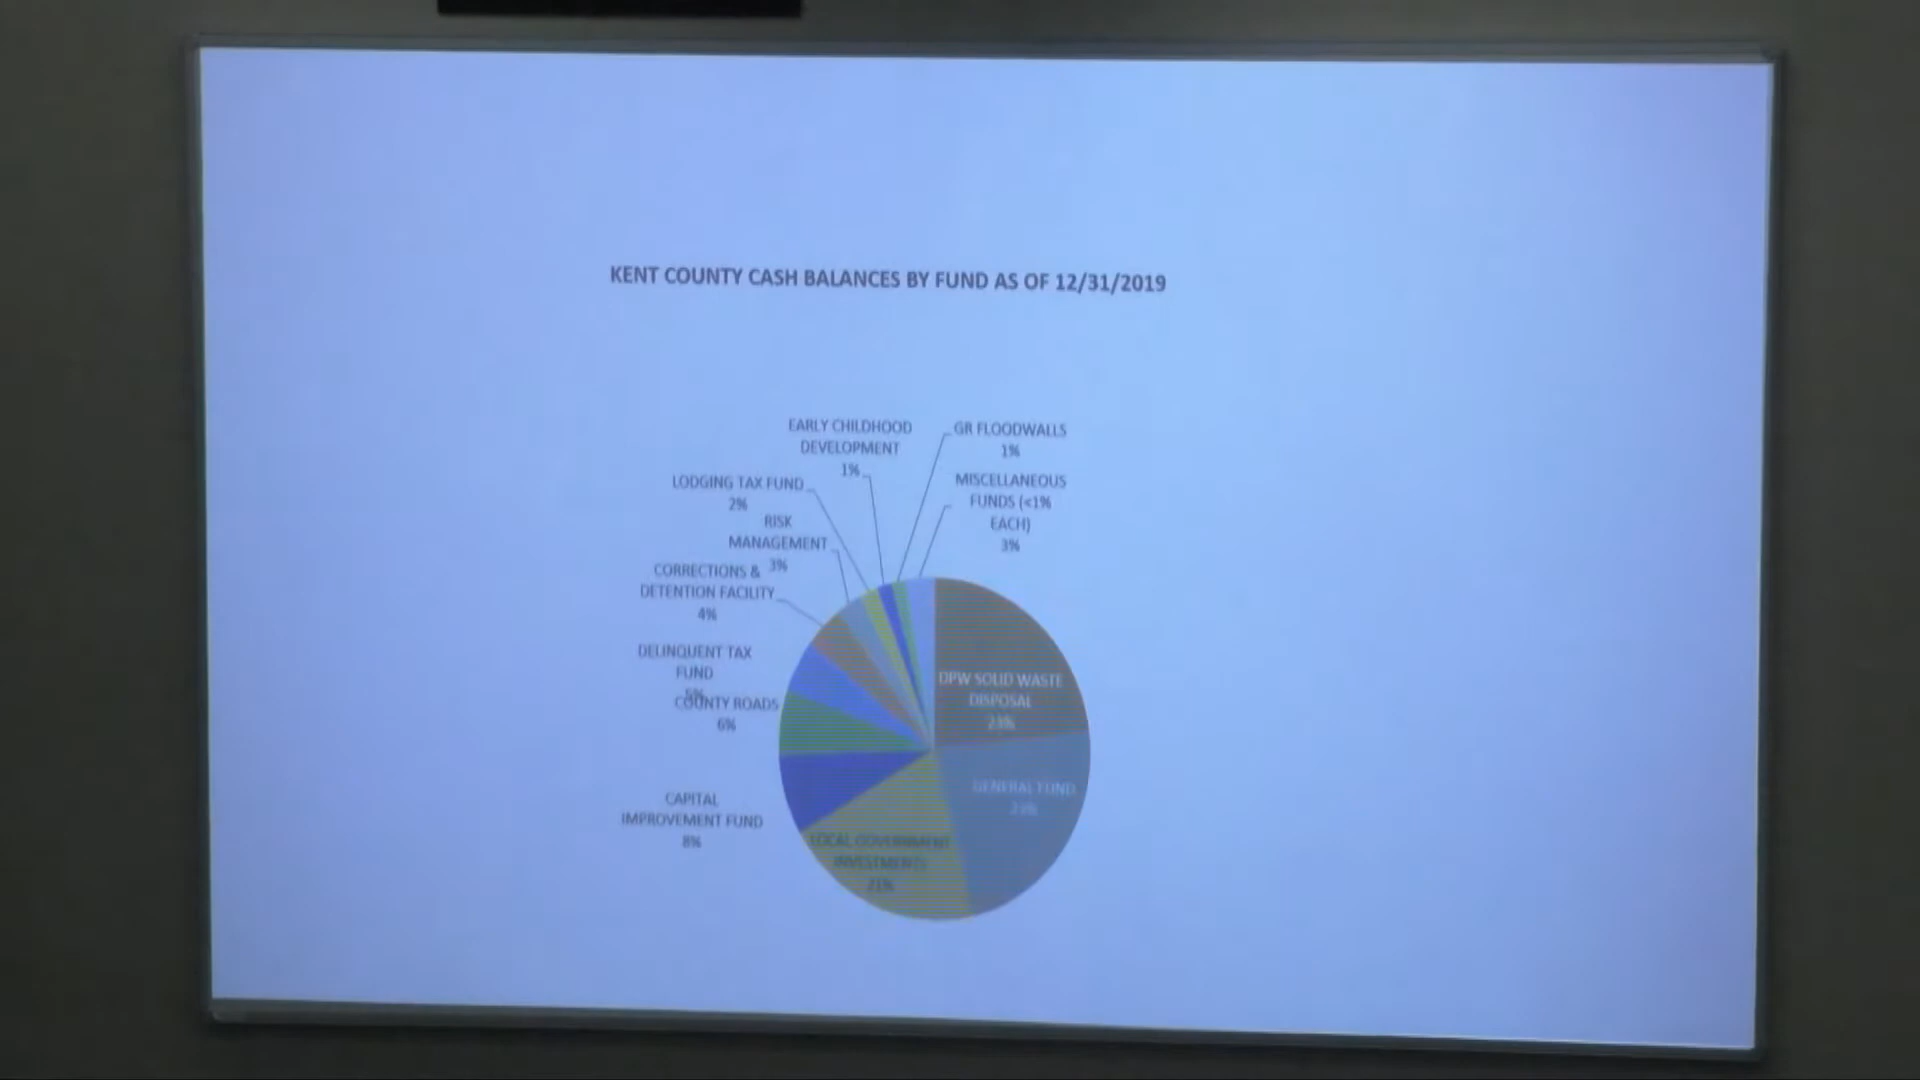 KENT COUNTY CASH BALANCES BY FUND AS OF 12/31/2019
EARLY CHILDHOOD
DEVELOPMENT
1%
GR FLOODWALLS
1%
LODGING TAX FUND
2%
MISCELLANEOUS
FUNDS (<1%
EACH)
3%
RISK
MANAGEMENT
3%
CORRECTIONS &
DETENTION FACILITY
4%
DELINQUENT TAX
FUND
5%
COUNTY ROADS
6%
CAPITAL
IMPROVEMENT FUND
8%
DPW SOLID WASTE
DISPOSAL
23%
GENERAL FUND
LOCAL GOVERNMENT
INVESTMENTS
21%